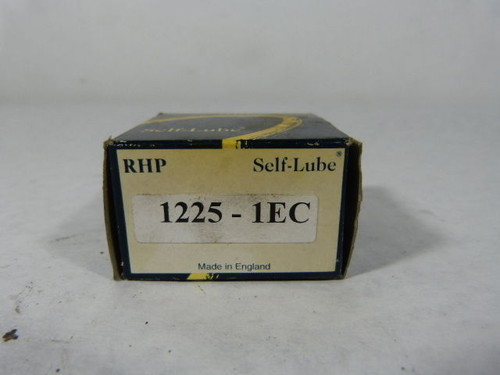 Self-Lube
RHP Self-Lube®
1225 - 1EC
Made in England